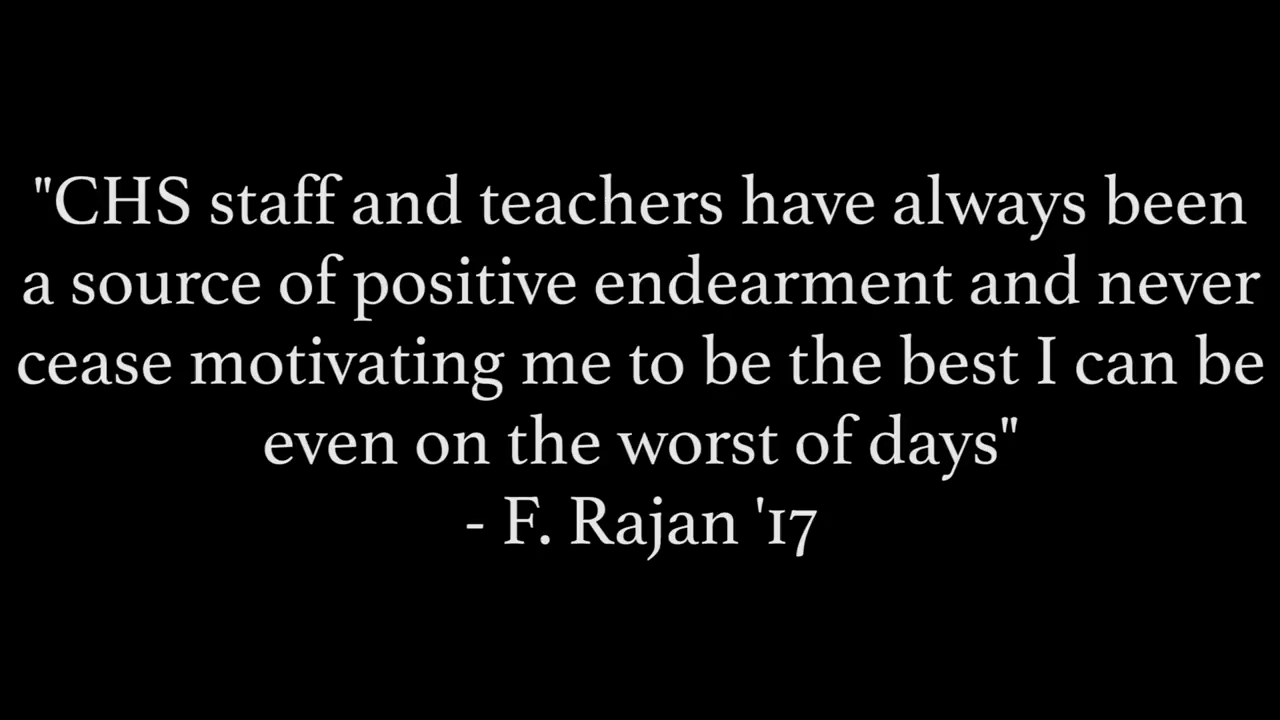 "CHS staff and teachers have always been
a source of positive endearment and never
cease motivating me to be the best I can be
even on the worst of days"
- F. Rajan '17